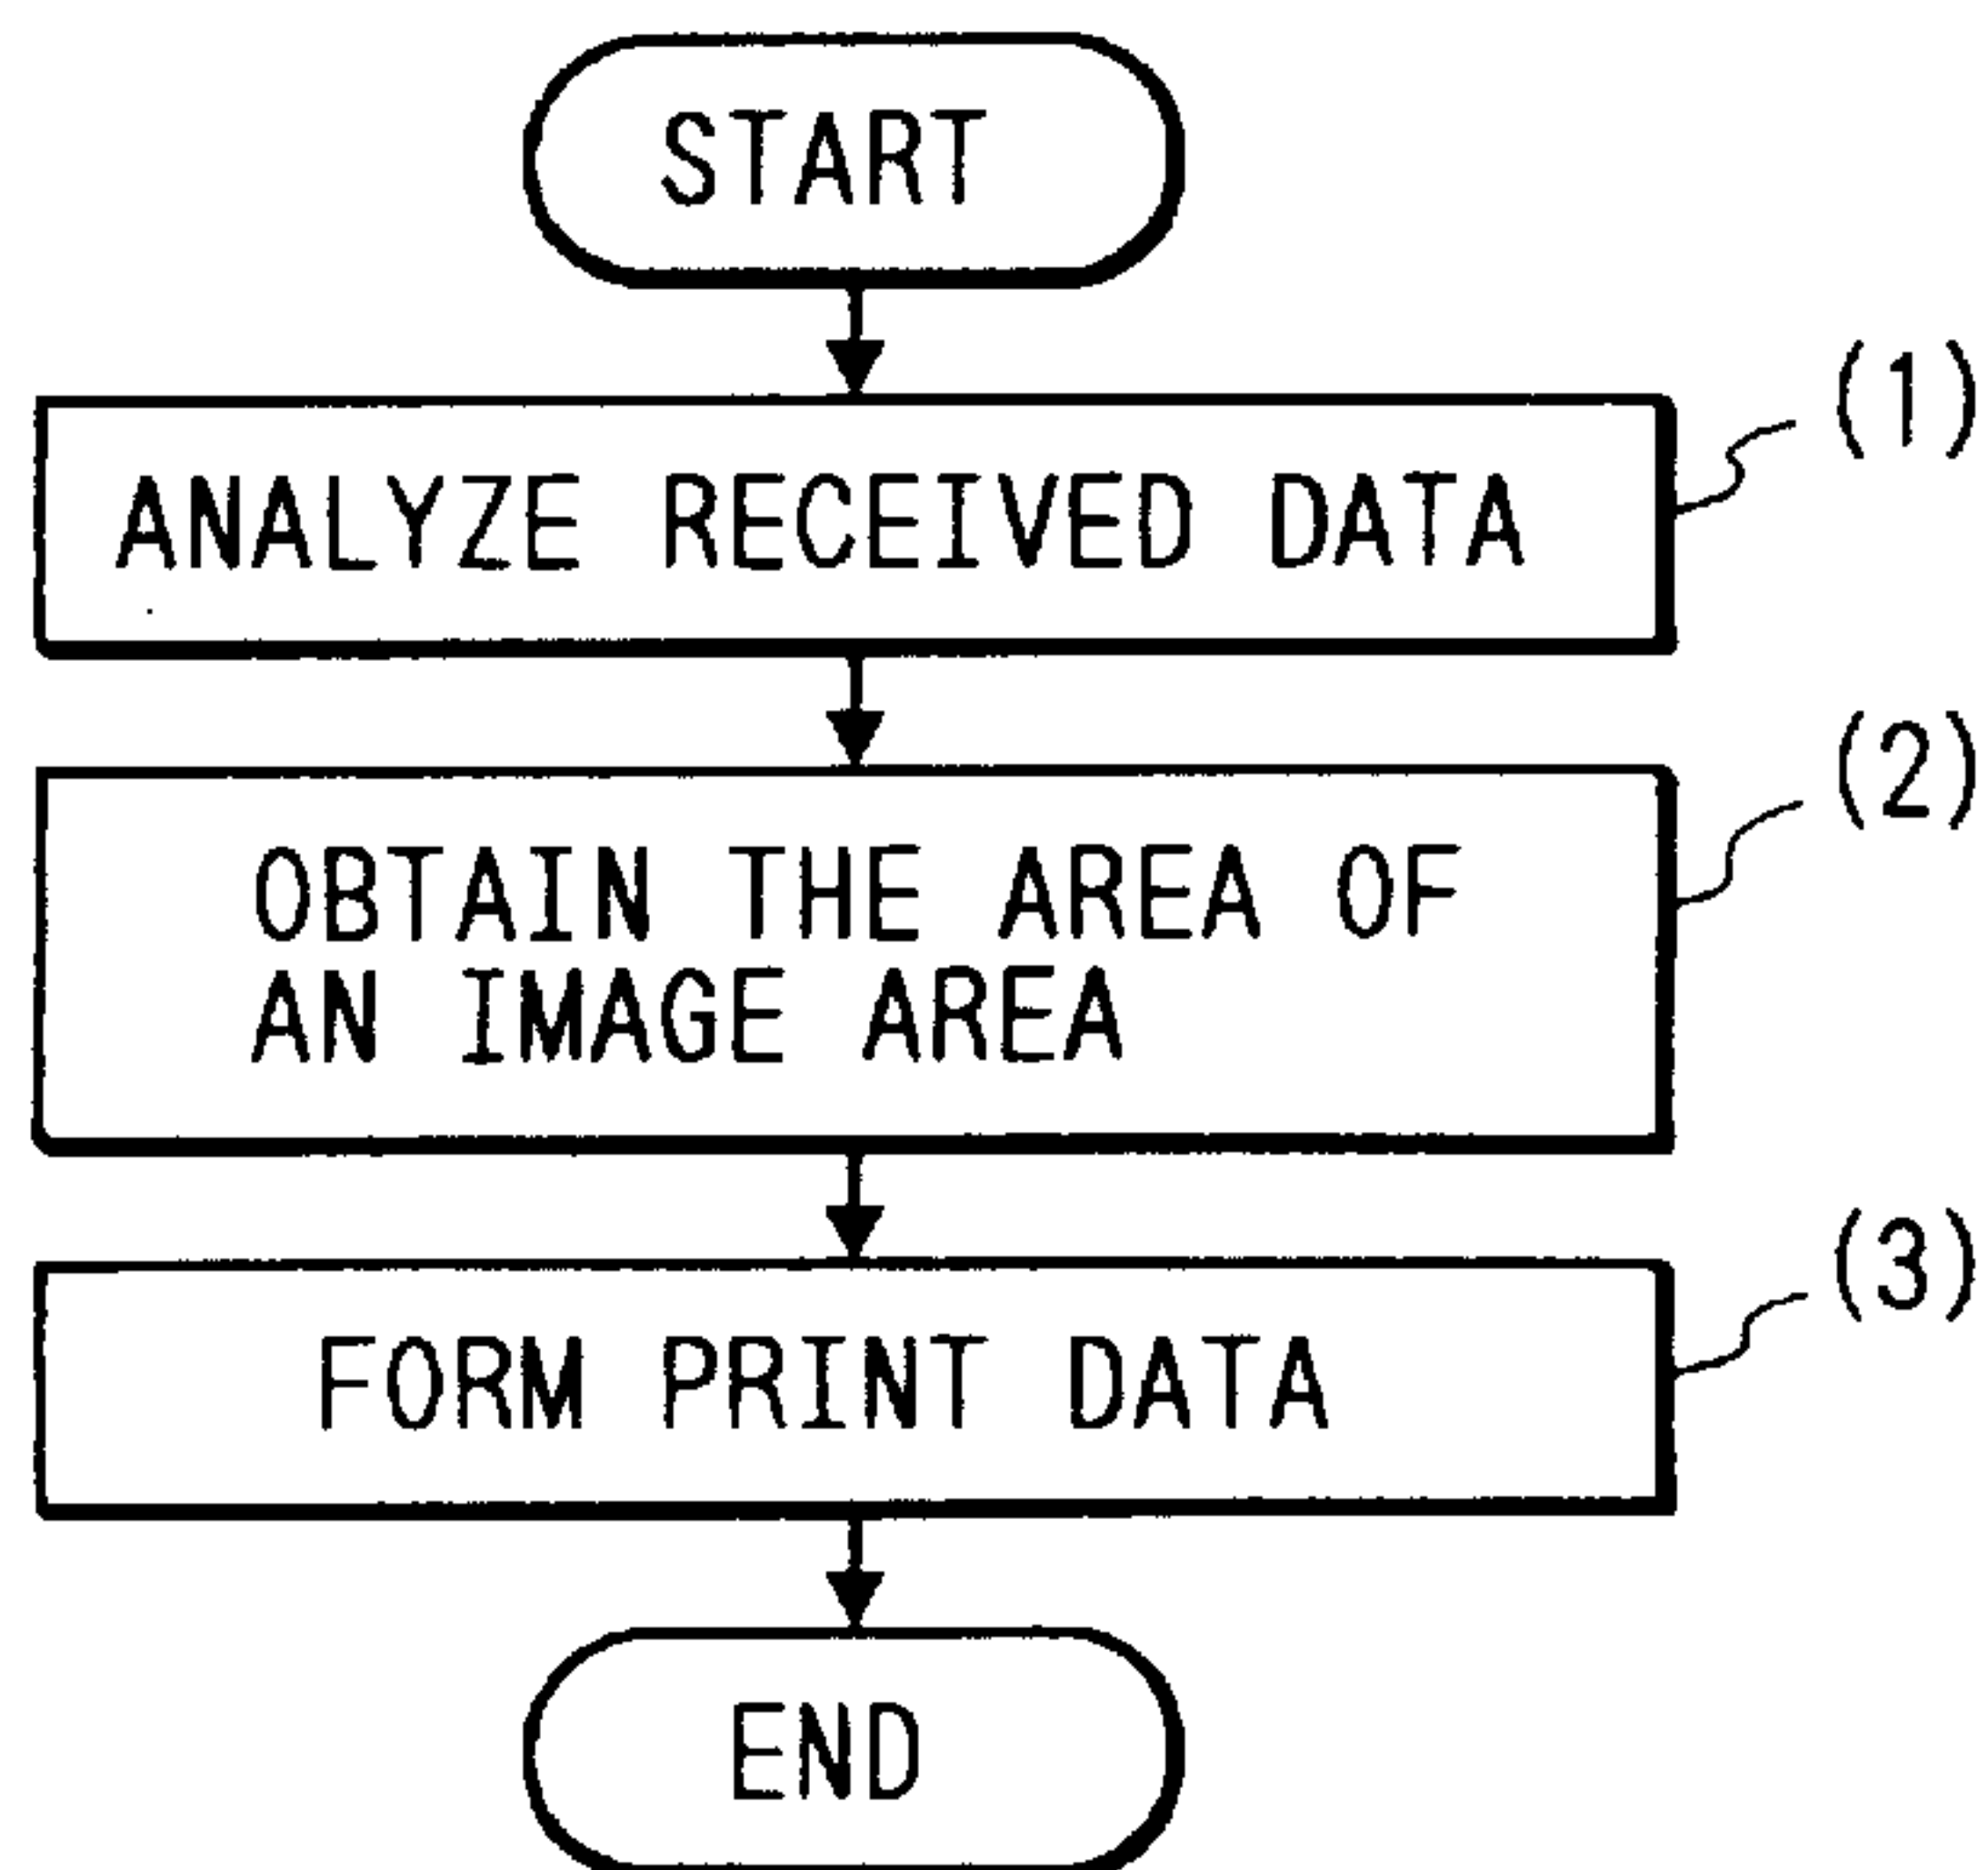 START
(1)
ANALYZE RECEIVED DATA
(2)
OBTAIN THE AREA OF
AN IMAGE AREA
(3)
FORM PRINT DATA
END